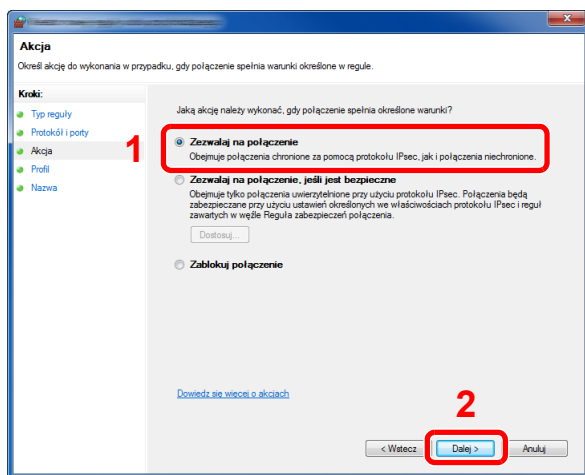 Akcja
Określ akcję do wykonania w przypadku, gdy połączenie spełnia warunki określone w regule.
Kroki:
Typ reguły
Protokół i porty
Akcja
Profil
Nazwa
Jaką akcję należy wykonać, gdy połączenie spełnia określone warunki?
1
Zezwalaj na połączenie
Obejmuje połączenia chronione za pomocą protokołu IPsec, jak i połączenia niechronione.
Zezwalaj na połączenie, jeśli jest bezpieczne
Obejmuje tylko połączenia uwierzytelnione przy użyciu protokołu IPsec. Połączenia będą
zabezpieczane przy użyciu ustawień określonych we właściwościach protokołu IPsec i reguł
zawartych w węźle Reguła zabezpieczeń połączenia.
Dostosuj...
Zablokuj połączenie
Dowiedz się więcej o akcjach
2
< Wstecz
Dalej >
Anuluj